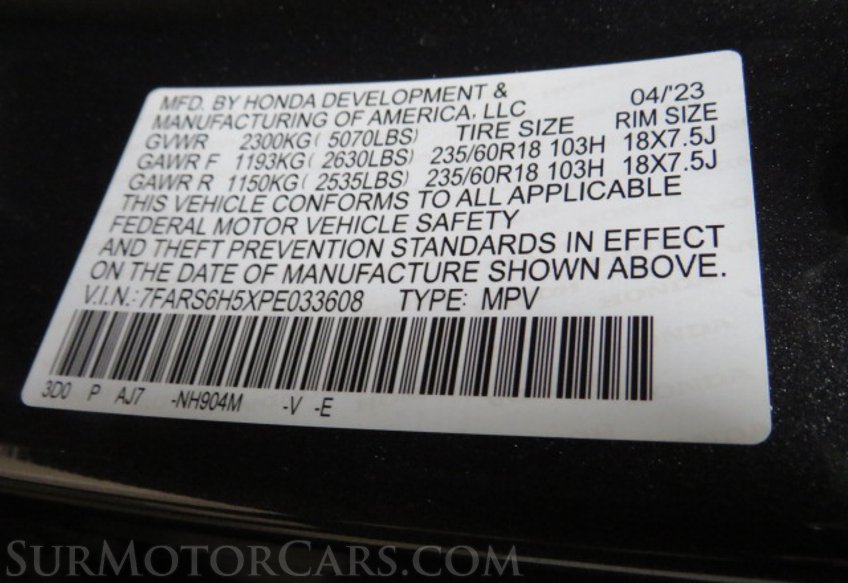 MFD. BY HONDA DEVELOPMENT &
MANUFACTURING OF AMERICA, LLC 04/'23
GVWR 2300KG ( 5070LBS) TIRE SIZE RIM SIZE
GAWR F 1193KG ( 2630LBS) 235/60R18 103H 18X7.5J
GAWR R 1150KG ( 2535LBS) 235/60R18 103H 18X7.5J
THIS VEHICLE CONFORMS TO ALL APPLICABLE
FEDERAL MOTOR VEHICLE SAFETY
AND THEFT PREVENTION STANDARDS IN EFFECT
ON THE DATE OF MANUFACTURE SHOWN ABOVE.
V.I.N.: 7FARS6H5XPE033608 TYPE: MPV
3D0 P AJ7 -NH904M -V -E
SURMOTORCARS.COM